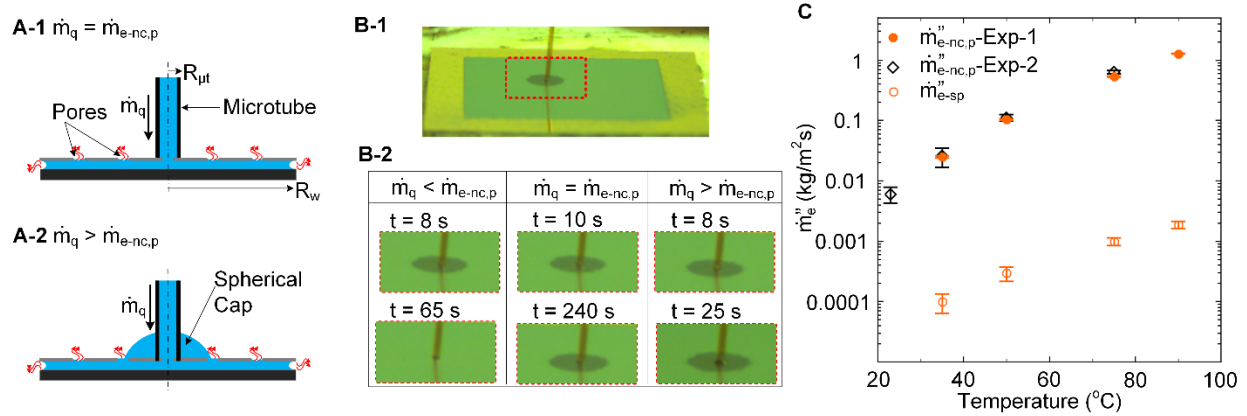 A-1 ṁq = ṁe-nc,p
Rμt
Pores
ṁq
Microtube
Rw
A-2 ṁq > ṁe-nc,p
ṁq
Spherical
Cap
B-1
B-2
ṁq < ṁe-nc,p
ṁq = ṁe-nc,p
ṁq > ṁe-nc,p
t = 8 s
t = 10 s
t = 8 s
t = 65 s
t = 240 s
t = 25 s
C
ṁ"e-nc,p-Exp-1
ṁ"e-nc,p-Exp-2
ṁ"e-sp
ṁ"e (kg/m²s)
1
0.1
0.01
0.001
0.0001
20 40 60 80 100
Temperature (°C)